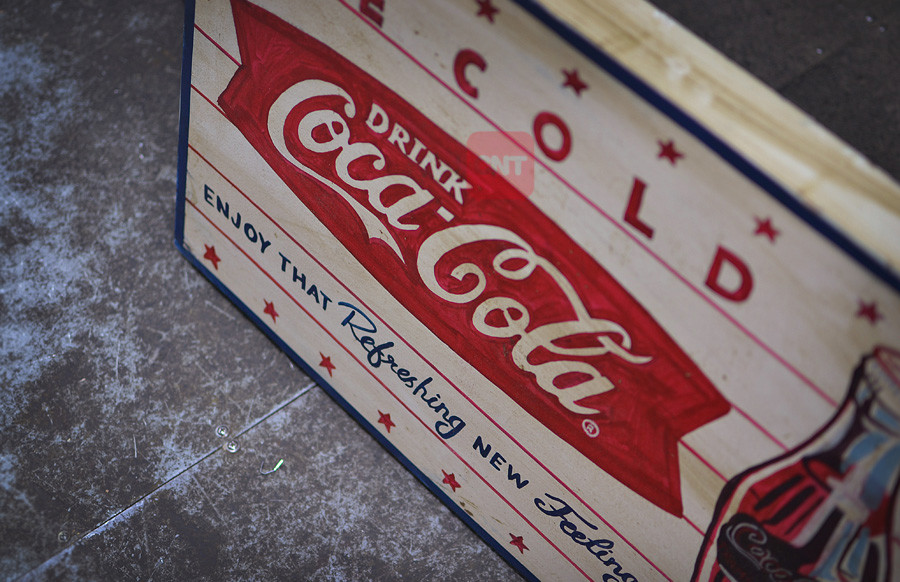 E COLD
DRINK
Coca-Cola
®
ENJOY THAT Refreshing NEW Feeling